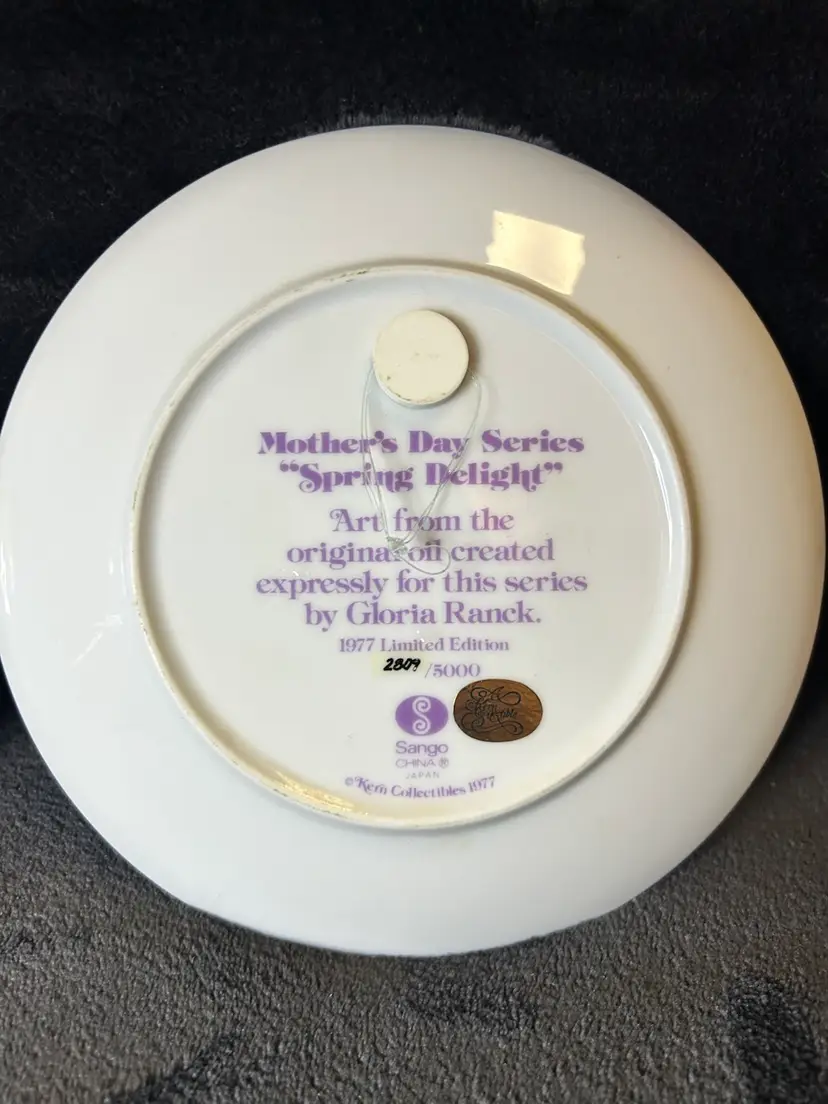 Mother's Day Series
"Spring Delight"
Art from the
original oil created
expressly for this series
by Gloria Ranck.
1977 Limited Edition
2809 /5000
Sango
CHINA ®
JAPAN
© Kern Collectibles 1977